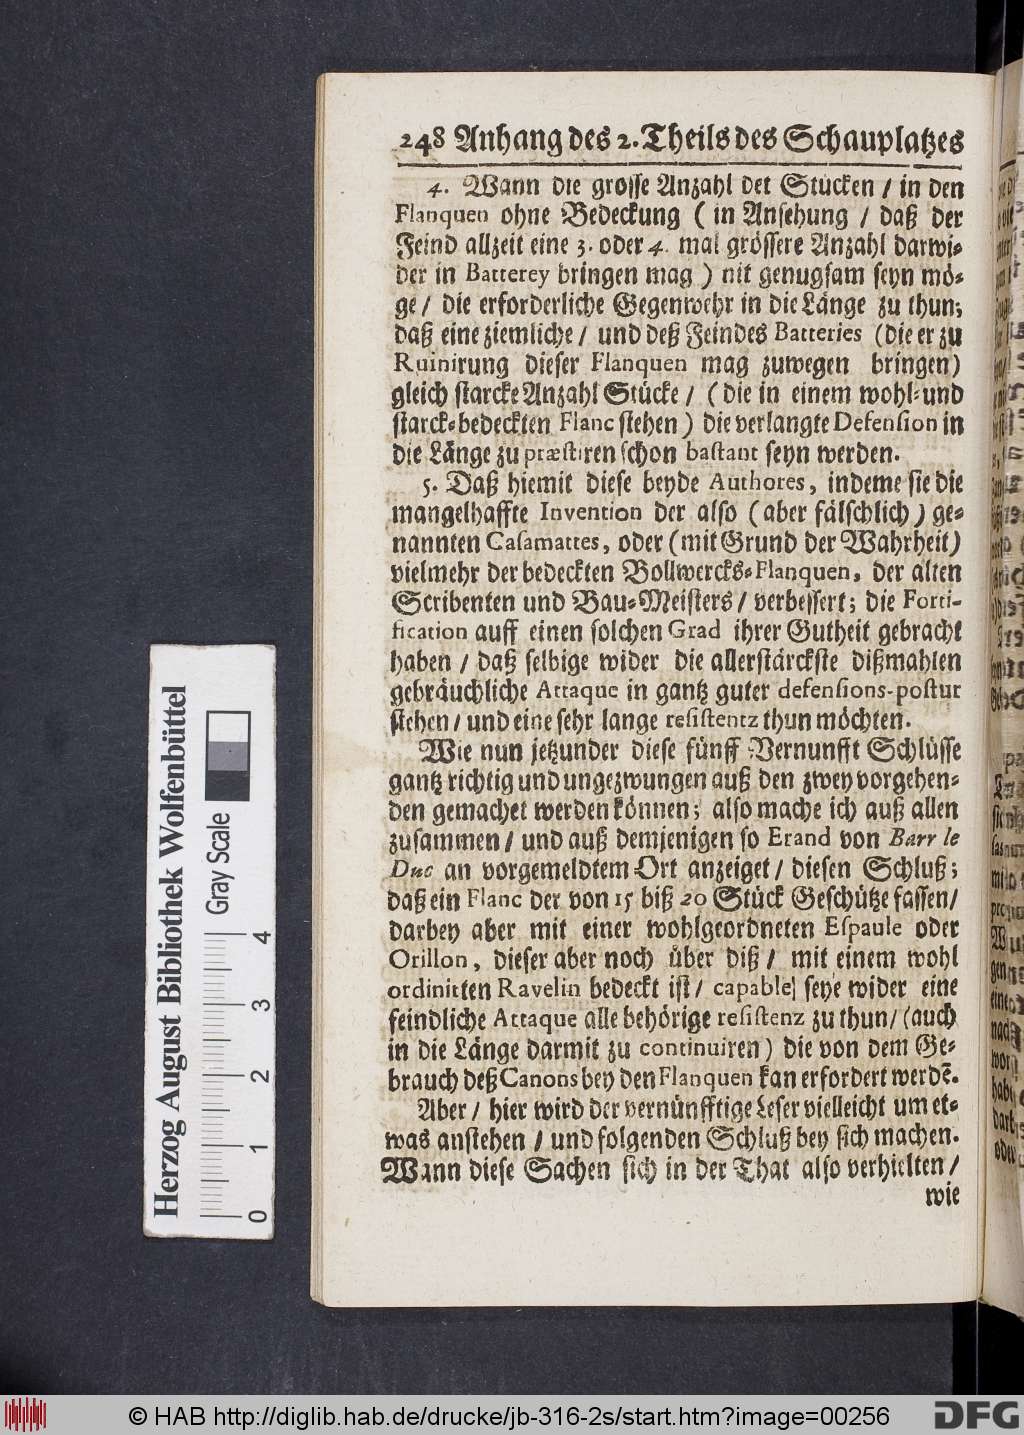 248 Anhang des 2. Theils des Schauplatzes
4. Wann die grosse Anzahl der Stücken / in den
Flanquen ohne Bedeckung ( in Ansehung / daß der
Feind allzeit eine 3. oder 4. mal grössere Anzahl darwi-
der in Batterey bringen mag ) nit genugsam seyn mö-
ge / die erforderliche Gegenwehr in die Länge zu thun;
daß eine ziemliche / und deß Feindes Batteries (die er zu
Ruinirung dieser Flanquen mag zuwegen bringen)
gleich starcke Anzahl Stücke / ( die in einem wohl- und
starck-bedeckten Flanc stehen ) die verlangte Defension in
die Länge zu præstiren schon bastant seyn werden.
5. Daß hiemit diese beyde Authores, indeme sie die
mangelhaffte Invention der also (aber fälschlich) ge-
nannten Casamattes, oder (mit Grund der Wahrheit)
vielmehr der bedeckten Bollwercks-Flanquen, der alten
Scribenten und Bau-Meisters / verbessert; die Forti-
fication auff einen solchen Grad ihrer Gutheit gebracht
haben / daß selbige wider die allerstärckste dißmahlen
gebräuchliche Attaque in gantz guter defensions-postur
stehen / und eine sehr lange resistentz thun möchten.
Wie nun jetzunder diese fünff Vernunfft Schlüsse
gantz richtig und ungezwungen auß den zwey vorgehen-
den gemachet werden können; also mache ich auß allen
zusammen / und auß demjenigen so Erand von Barr le
Duc an vorgemeldtem Ort anzeiget / diesen Schluß;
daß ein Flanc der von 15 biß 20 Stück Geschütze fassen /
darbey aber mit einer wohlgeordneten Espaule oder
Orillon, dieser aber noch über diß / mit einem wohl
ordinirten Ravelin bedeckt ist / capable seye wider eine
feindliche Attaque alle behörige resistenz zu thun / (auch
in die Länge darmit zu continuiren) die von dem Ge-
brauch deß Canons bey den Flanquen kan erfordert werdē.
Aber / hier wird der vernünfftige Leser vielleicht um et-
was anstehen / und folgenden Schluß bey sich machen.
Wann diese Sachen sich in der That also verhielten /
wie
Herzog August Bibliothek Wolfenbüttel
Gray Scale
0 1 2 3 4
© HAB http://diglib.hab.de/drucke/jb-316-2s/start.htm?image=00256
DFG